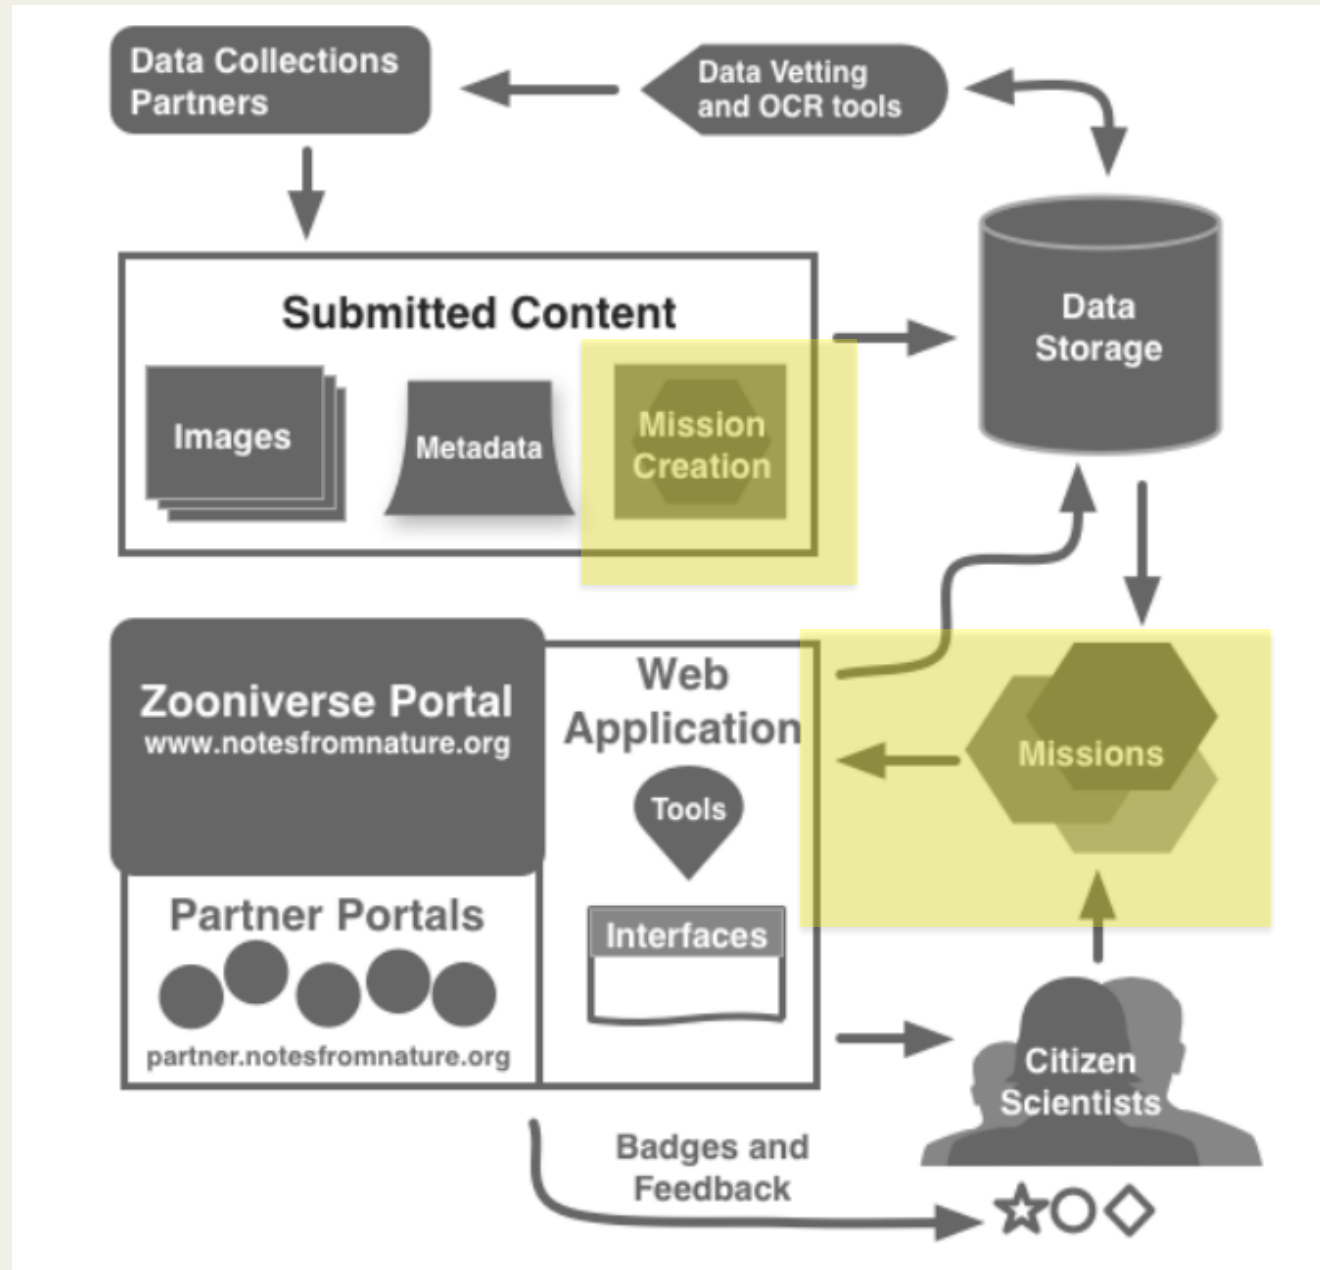 Data Collections
Partners
Data Vetting
and OCR tools
Submitted Content
Images
Metadata
Mission
Creation
Data
Storage
Zooniverse Portal
www.notesfromnature.org
Web
Application
Tools
Interfaces
Missions
Partner Portals
partner.notesfromnature.org
Citizen
Scientists
Badges and
Feedback